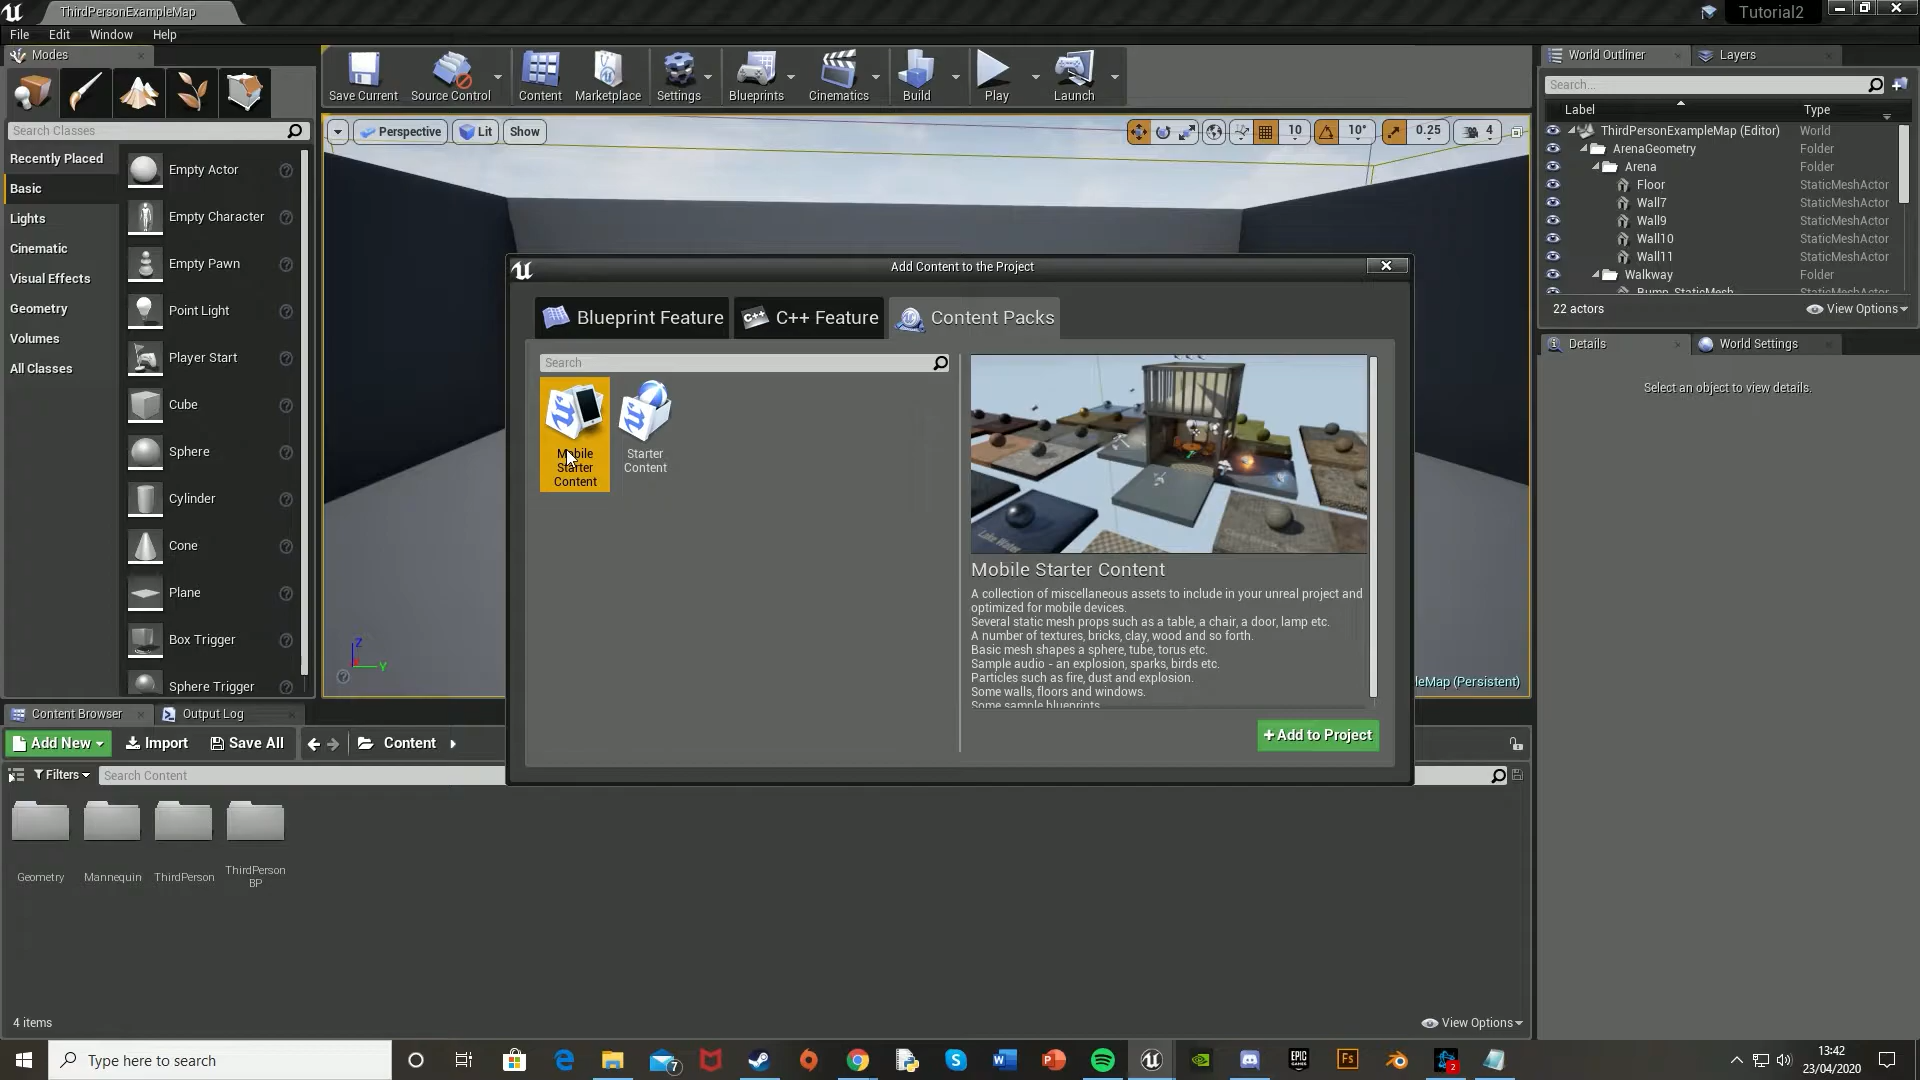 ThirdPersonExampleMap
Tutorial2
File Edit Window Help
Modes
Search Classes
Recently Placed
Basic
Lights
Cinematic
Visual Effects
Geometry
Volumes
All Classes
Empty Actor
Empty Character
Empty Pawn
Point Light
Player Start
Cube
Sphere
Cylinder
Cone
Plane
Box Trigger
Sphere Trigger
Save Current Source Control Content Marketplace Settings Blueprints Cinematics Build Play Launch
Perspective Lit Show
10 10° 0.25 4
Z
Y
Add Content to the Project
Blueprint Feature C++ Feature Content Packs
Search
Mobile
Starter
Content
Starter
Content
Mobile Starter Content
A collection of miscellaneous assets to include in your unreal project and
optimized for mobile devices.
Several static mesh props such as a table, a chair, a door, lamp etc.
A number of textures, bricks, clay, wood and so forth.
Basic mesh shapes a sphere, tube, torus etc.
Sample audio - an explosion, sparks, birds etc.
Particles such as fire, dust and explosion.
Some walls, floors and windows.
Some sample blueprints
+Add to Project
leMap (Persistent)
World Outliner Layers
Search...
Label Type
ThirdPersonExampleMap (Editor) World
ArenaGeometry Folder
Arena Folder
Floor StaticMeshActor
Wall7 StaticMeshActor
Wall9 StaticMeshActor
Wall10 StaticMeshActor
Wall11 StaticMeshActor
Walkway Folder
Bump_StaticMesh
22 actors View Options
Details World Settings
Select an object to view details.
Content Browser Output Log
Add New Import Save All Content
Filters Search Content
Geometry
Mannequin
ThirdPerson
ThirdPerson
BP
4 items View Options
Type here to search
13:42
23/04/2020